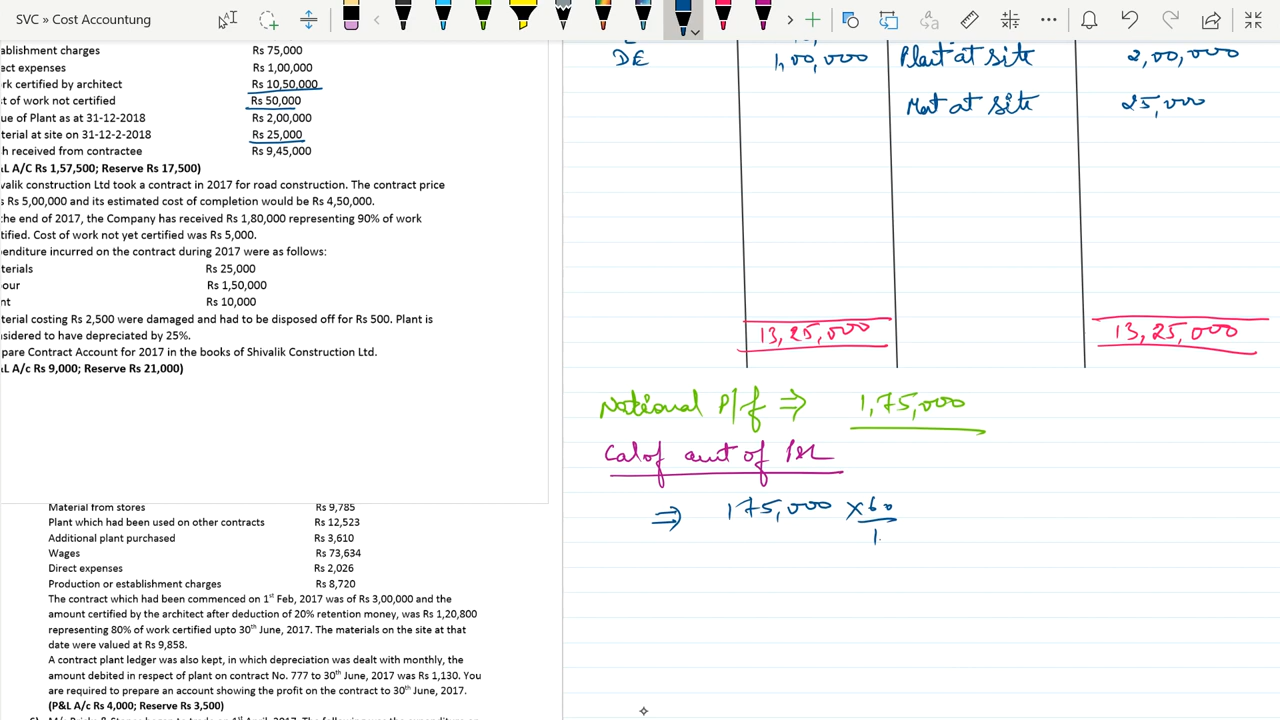 SVC » Cost Accountung
ablishment charges Rs 75,000
ect expenses Rs 1,00,000
rk certified by architect Rs 10,50,000
st of work not certified Rs 50,000
ue of Plant as at 31-12-2018 Rs 2,00,000
terial at site on 31-12-2-2018 Rs 25,000
h received from contractee Rs 9,45,000
&L A/C Rs 1,57,500; Reserve Rs 17,500)
valik construction Ltd took a contract in 2017 for road construction. The contract price
s Rs 5,00,000 and its estimated cost of completion would be Rs 4,50,000.
the end of 2017, the Company has received Rs 1,80,000 representing 90% of work
tified. Cost of work not yet certified was Rs 5,000.
enditure incurred on the contract during 2017 were as follows:
terials Rs 25,000
our Rs 1,50,000
nt Rs 10,000
terial costing Rs 2,500 were damaged and had to be disposed off for Rs 500. Plant is
nsidered to have depreciated by 25%.
pare Contract Account for 2017 in the books of Shivalik Construction Ltd.
&L A/c Rs 9,000; Reserve Rs 21,000)
Material from stores Rs 9,785
Plant which had been used on other contracts Rs 12,523
Additional plant purchased Rs 3,610
Wages Rs 73,634
Direct expenses Rs 2,026
Production or establishment charges Rs 8,720
The contract which had been commenced on 1st Feb, 2017 was of Rs 3,00,000 and the
amount certified by the architect after deduction of 20% retention money, was Rs 1,20,800
representing 80% of work certified upto 30th June, 2017. The materials on the site at that
date were valued at Rs 9,858.
A contract plant ledger was also kept, in which depreciation was dealt with monthly, the
amount debited in respect of plant on contract No. 777 to 30th June, 2017 was Rs 1,130. You
are required to prepare an account showing the profit on the contract to 30th June, 2017.
(P&L A/c Rs 4,000; Reserve Rs 3,500)
DE 1,00,000 Plant at site 2,00,000
Mat at site 25,000
13,25,000 13,25,000
Notional P/f ⇒ 1,75,000
Cal of amt of P&L
⇒ 175,000 × 60
1.